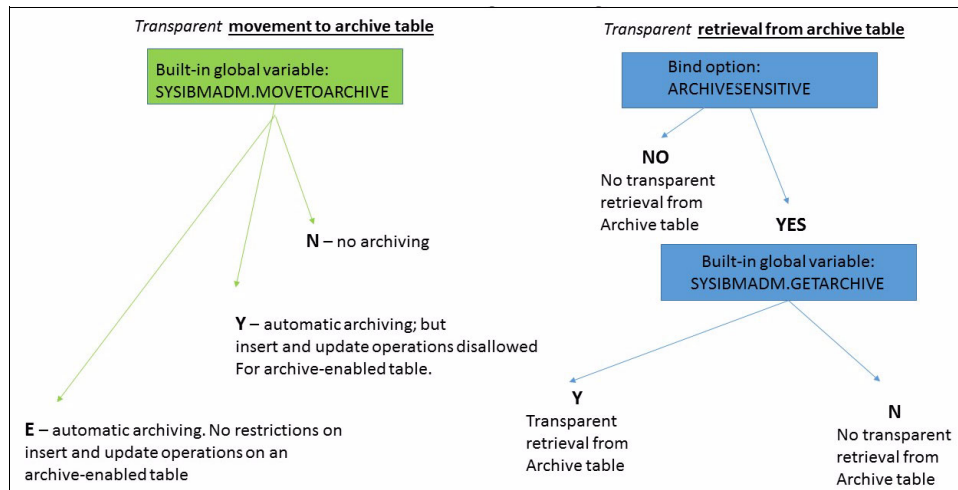 Transparent movement to archive table
Built-in global variable:
SYSIBMADM.MOVETOARCHIVE
N – no archiving
Y – automatic archiving; but
insert and update operations disallowed
For archive-enabled table.
E – automatic archiving. No restrictions on
insert and update operations on an
archive-enabled table
Transparent retrieval from archive table
Bind option:
ARCHIVESENSITIVE
NO
No transparent
retrieval from
Archive table
YES
Built-in global variable:
SYSIBMADM.GETARCHIVE
Y
Transparent
retrieval from
Archive table
N
No transparent
retrieval from
Archive table